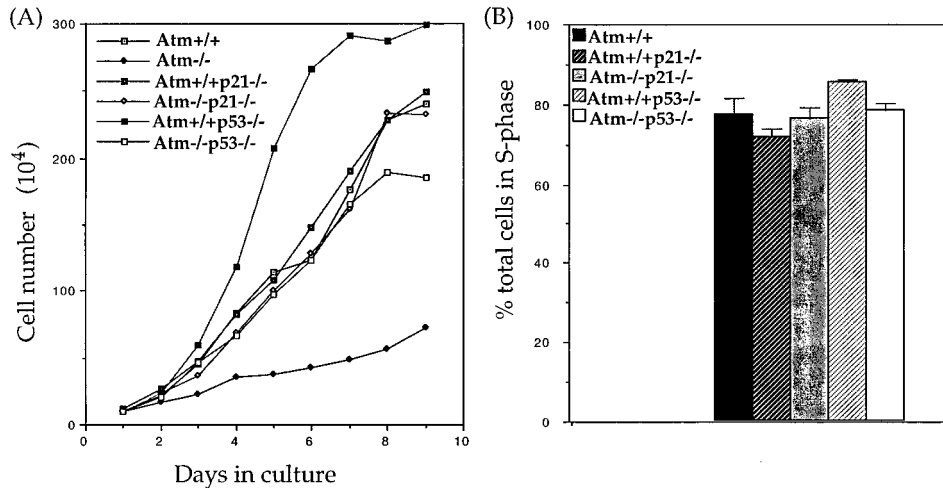 (A)
300
200
100
0
Cell number (10⁴)
Atm+/+
Atm-/-
Atm+/+p21-/-
Atm-/-p21-/-
Atm+/+p53-/-
Atm-/-p53-/-
0 2 4 6 8 10
Days in culture
(B)
100
80
60
40
20
0
% total cells in S-phase
Atm+/+
Atm+/+p21-/-
Atm-/-p21-/-
Atm+/+p53-/-
Atm-/-p53-/-